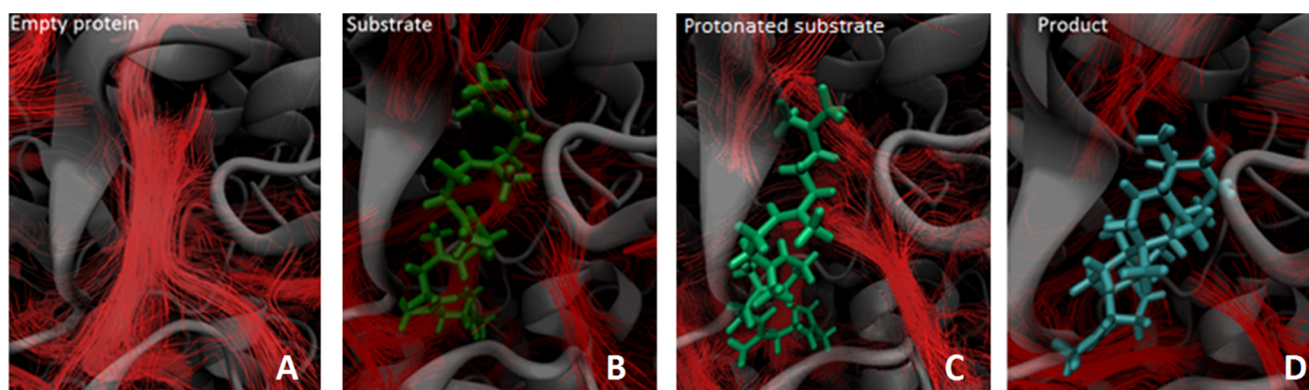 Empty protein
A
Substrate
B
Protonated substrate
C
Product
D